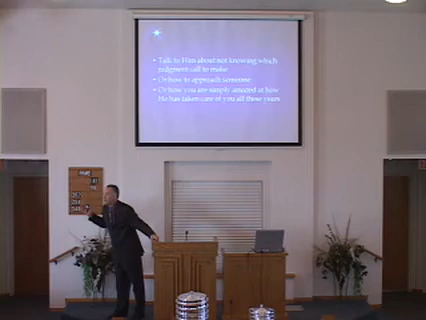 • Talk to Him about not knowing which
judgment call to make
• Or how to approach someone
• Or how you are simply amazed at how
He has taken care of you all these years